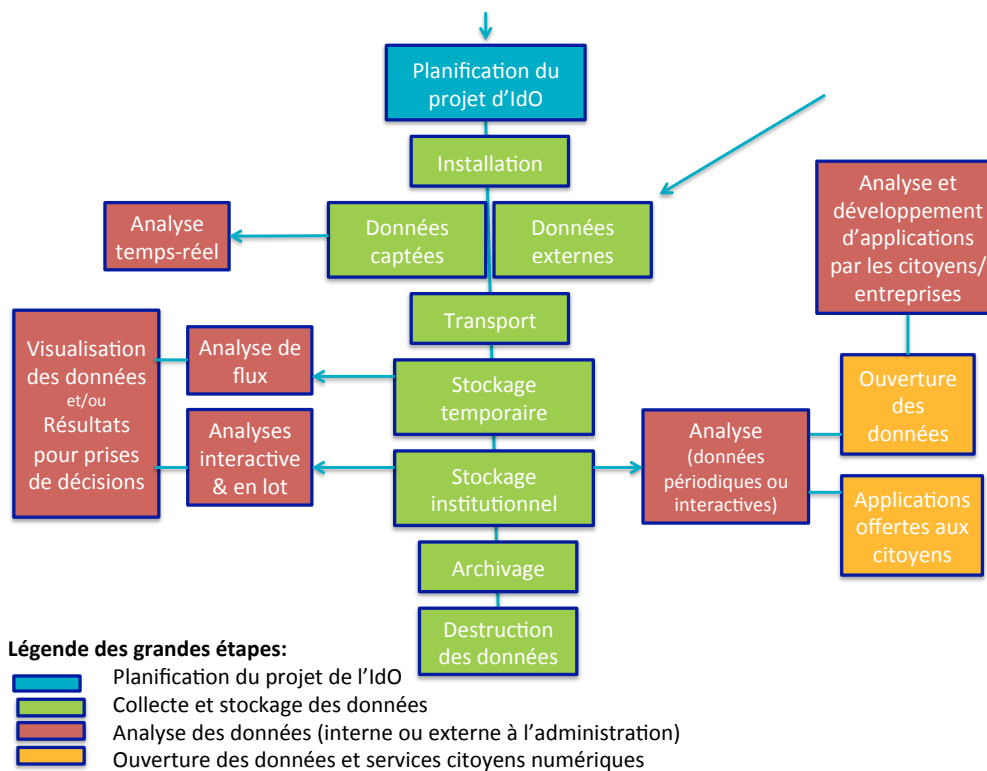 Planification du
projet d'IdO
Installation
Analyse
temps-réel
Données
captées
Données
externes
Analyse et
développement
d'applications
par les citoyens/
entreprises
Transport
Visualisation
des données
et/ou
Résultats
pour prises
de décisions
Analyse de
flux
Stockage
temporaire
Ouverture
des
données
Analyses
interactive
& en lot
Stockage
institutionnel
Analyse
(données
périodiques ou
interactives)
Applications
offertes aux
citoyens
Archivage
Destruction
des données
Légende des grandes étapes:
Planification du projet de l'IdO
Collecte et stockage des données
Analyse des données (interne ou externe à l'administration)
Ouverture des données et services citoyens numériques